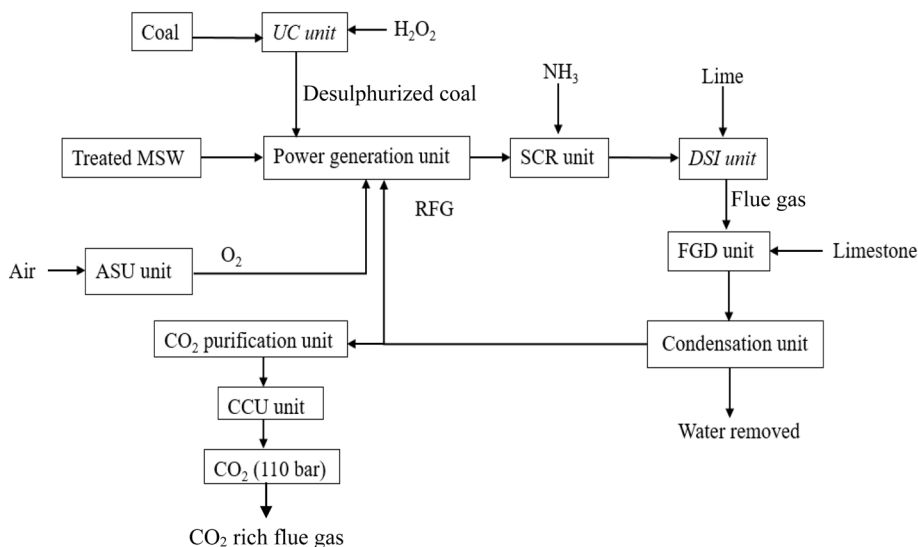 Coal
UC unit
H₂O₂
Desulphurized coal
NH₃
Lime
Treated MSW
Power generation unit
SCR unit
DSI unit
RFG
Flue gas
Air
ASU unit
O₂
FGD unit
Limestone
CO₂ purification unit
Condensation unit
CCU unit
Water removed
CO₂ (110 bar)
CO₂ rich flue gas